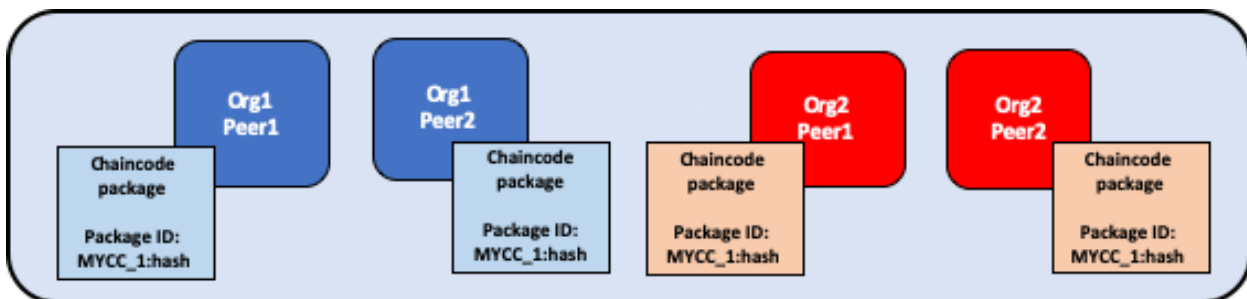 Org1
Peer1
Org1
Peer2
Org2
Peer1
Org2
Peer2
Chaincode
package
Package ID:
MYCC_1:hash
Chaincode
package
Package ID:
MYCC_1:hash
Chaincode
package
Package ID:
MYCC_1:hash
Chaincode
package
Package ID:
MYCC_1:hash